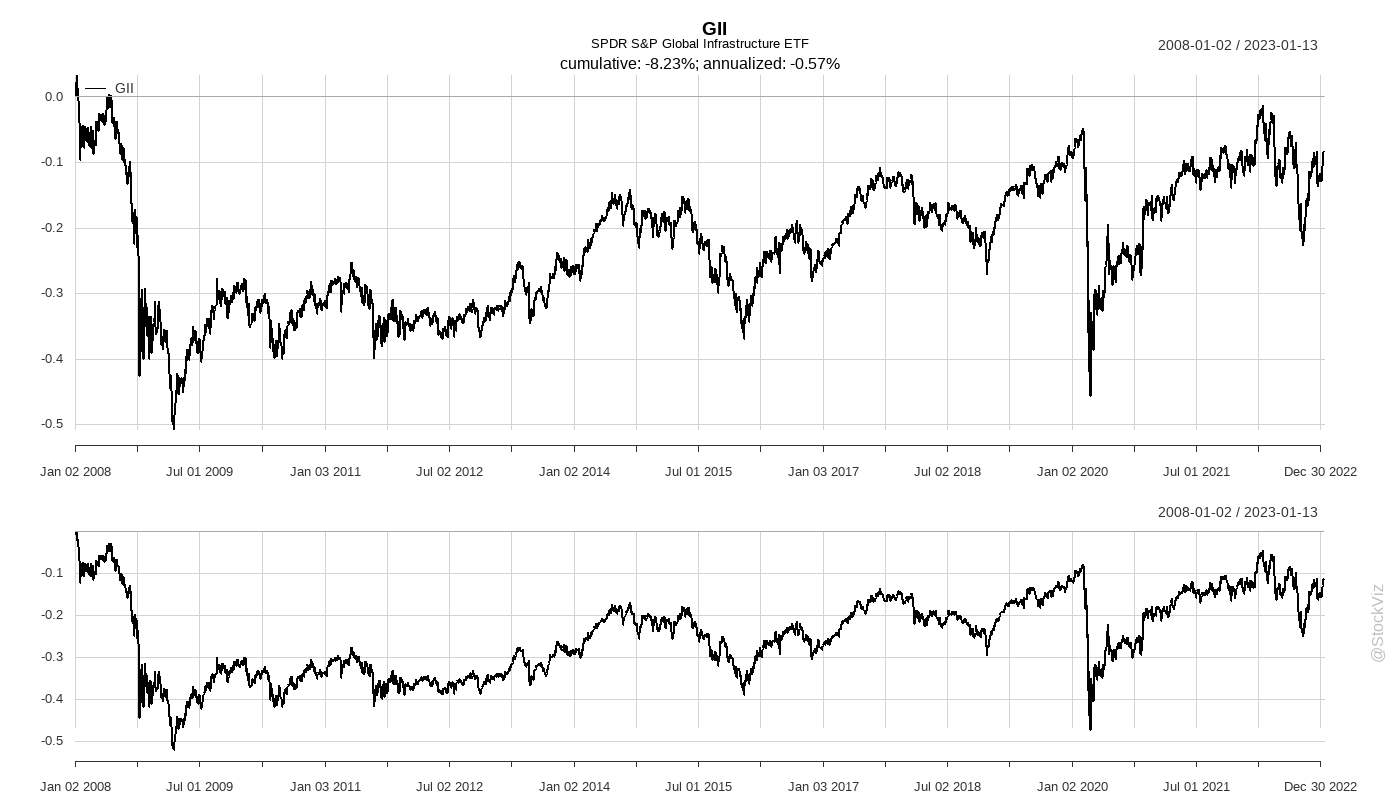 GII
SPDR S&P Global Infrastructure ETF
cumulative: -8.23%; annualized: -0.57%
2008-01-02 / 2023-01-13
GII
0.0
-0.1
-0.2
-0.3
-0.4
-0.5
Jan 02 2008 Jul 01 2009 Jan 03 2011 Jul 02 2012 Jan 02 2014 Jul 01 2015 Jan 03 2017 Jul 02 2018 Jan 02 2020 Jul 01 2021 Dec 30 2022
2008-01-02 / 2023-01-13
-0.1
-0.2
-0.3
-0.4
-0.5
Jan 02 2008 Jul 01 2009 Jan 03 2011 Jul 02 2012 Jan 02 2014 Jul 01 2015 Jan 03 2017 Jul 02 2018 Jan 02 2020 Jul 01 2021 Dec 30 2022
@StockViz